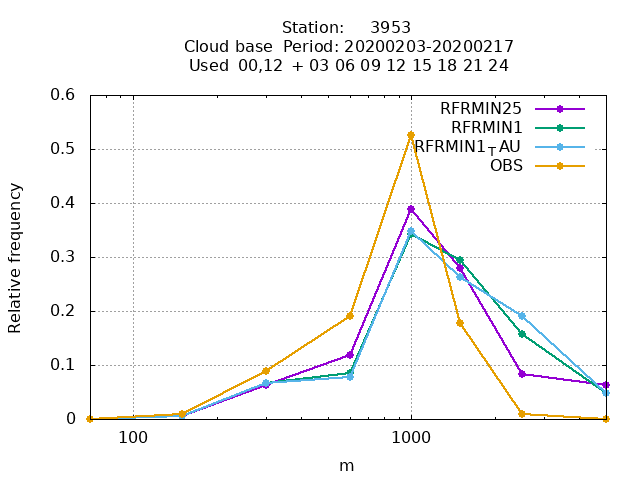 Station: 3953
Cloud base Period: 20200203-20200217
Used 00,12 + 03 06 09 12 15 18 21 24
0.6
RFRMIN25
RFRMIN1
RFRMIN1TAU
OBS
0.5
0.4
0.3
0.2
0.1
0
Relative frequency
100 1000
m